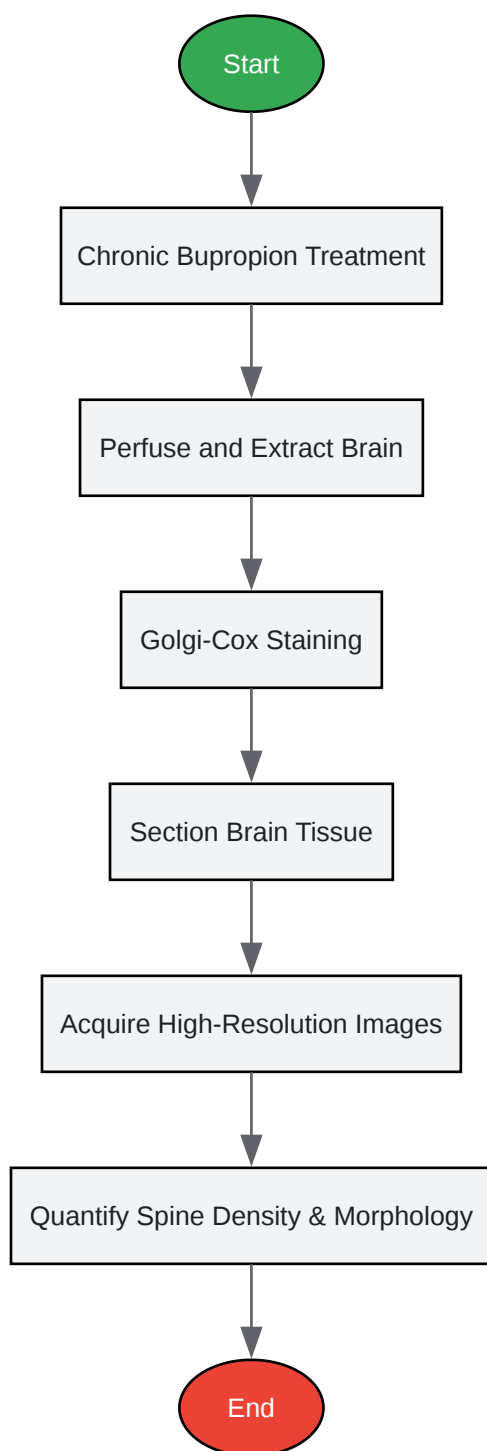 Start
Chronic Bupropion Treatment
Perfuse and Extract Brain
Golgi-Cox Staining
Section Brain Tissue
Acquire High-Resolution Images
Quantify Spine Density & Morphology
End